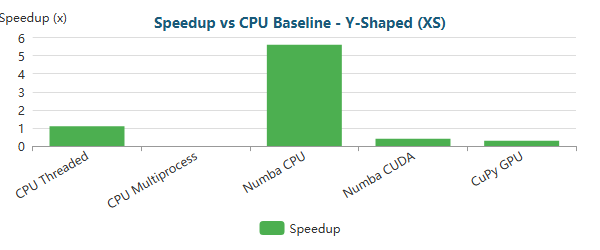 Speedup (x)
Speedup vs CPU Baseline - Y-Shaped (XS)
6
5
4
3
2
1
0
CPU Threaded
CPU Multiprocess
Numba CPU
Numba CUDA
CuPy GPU
Speedup